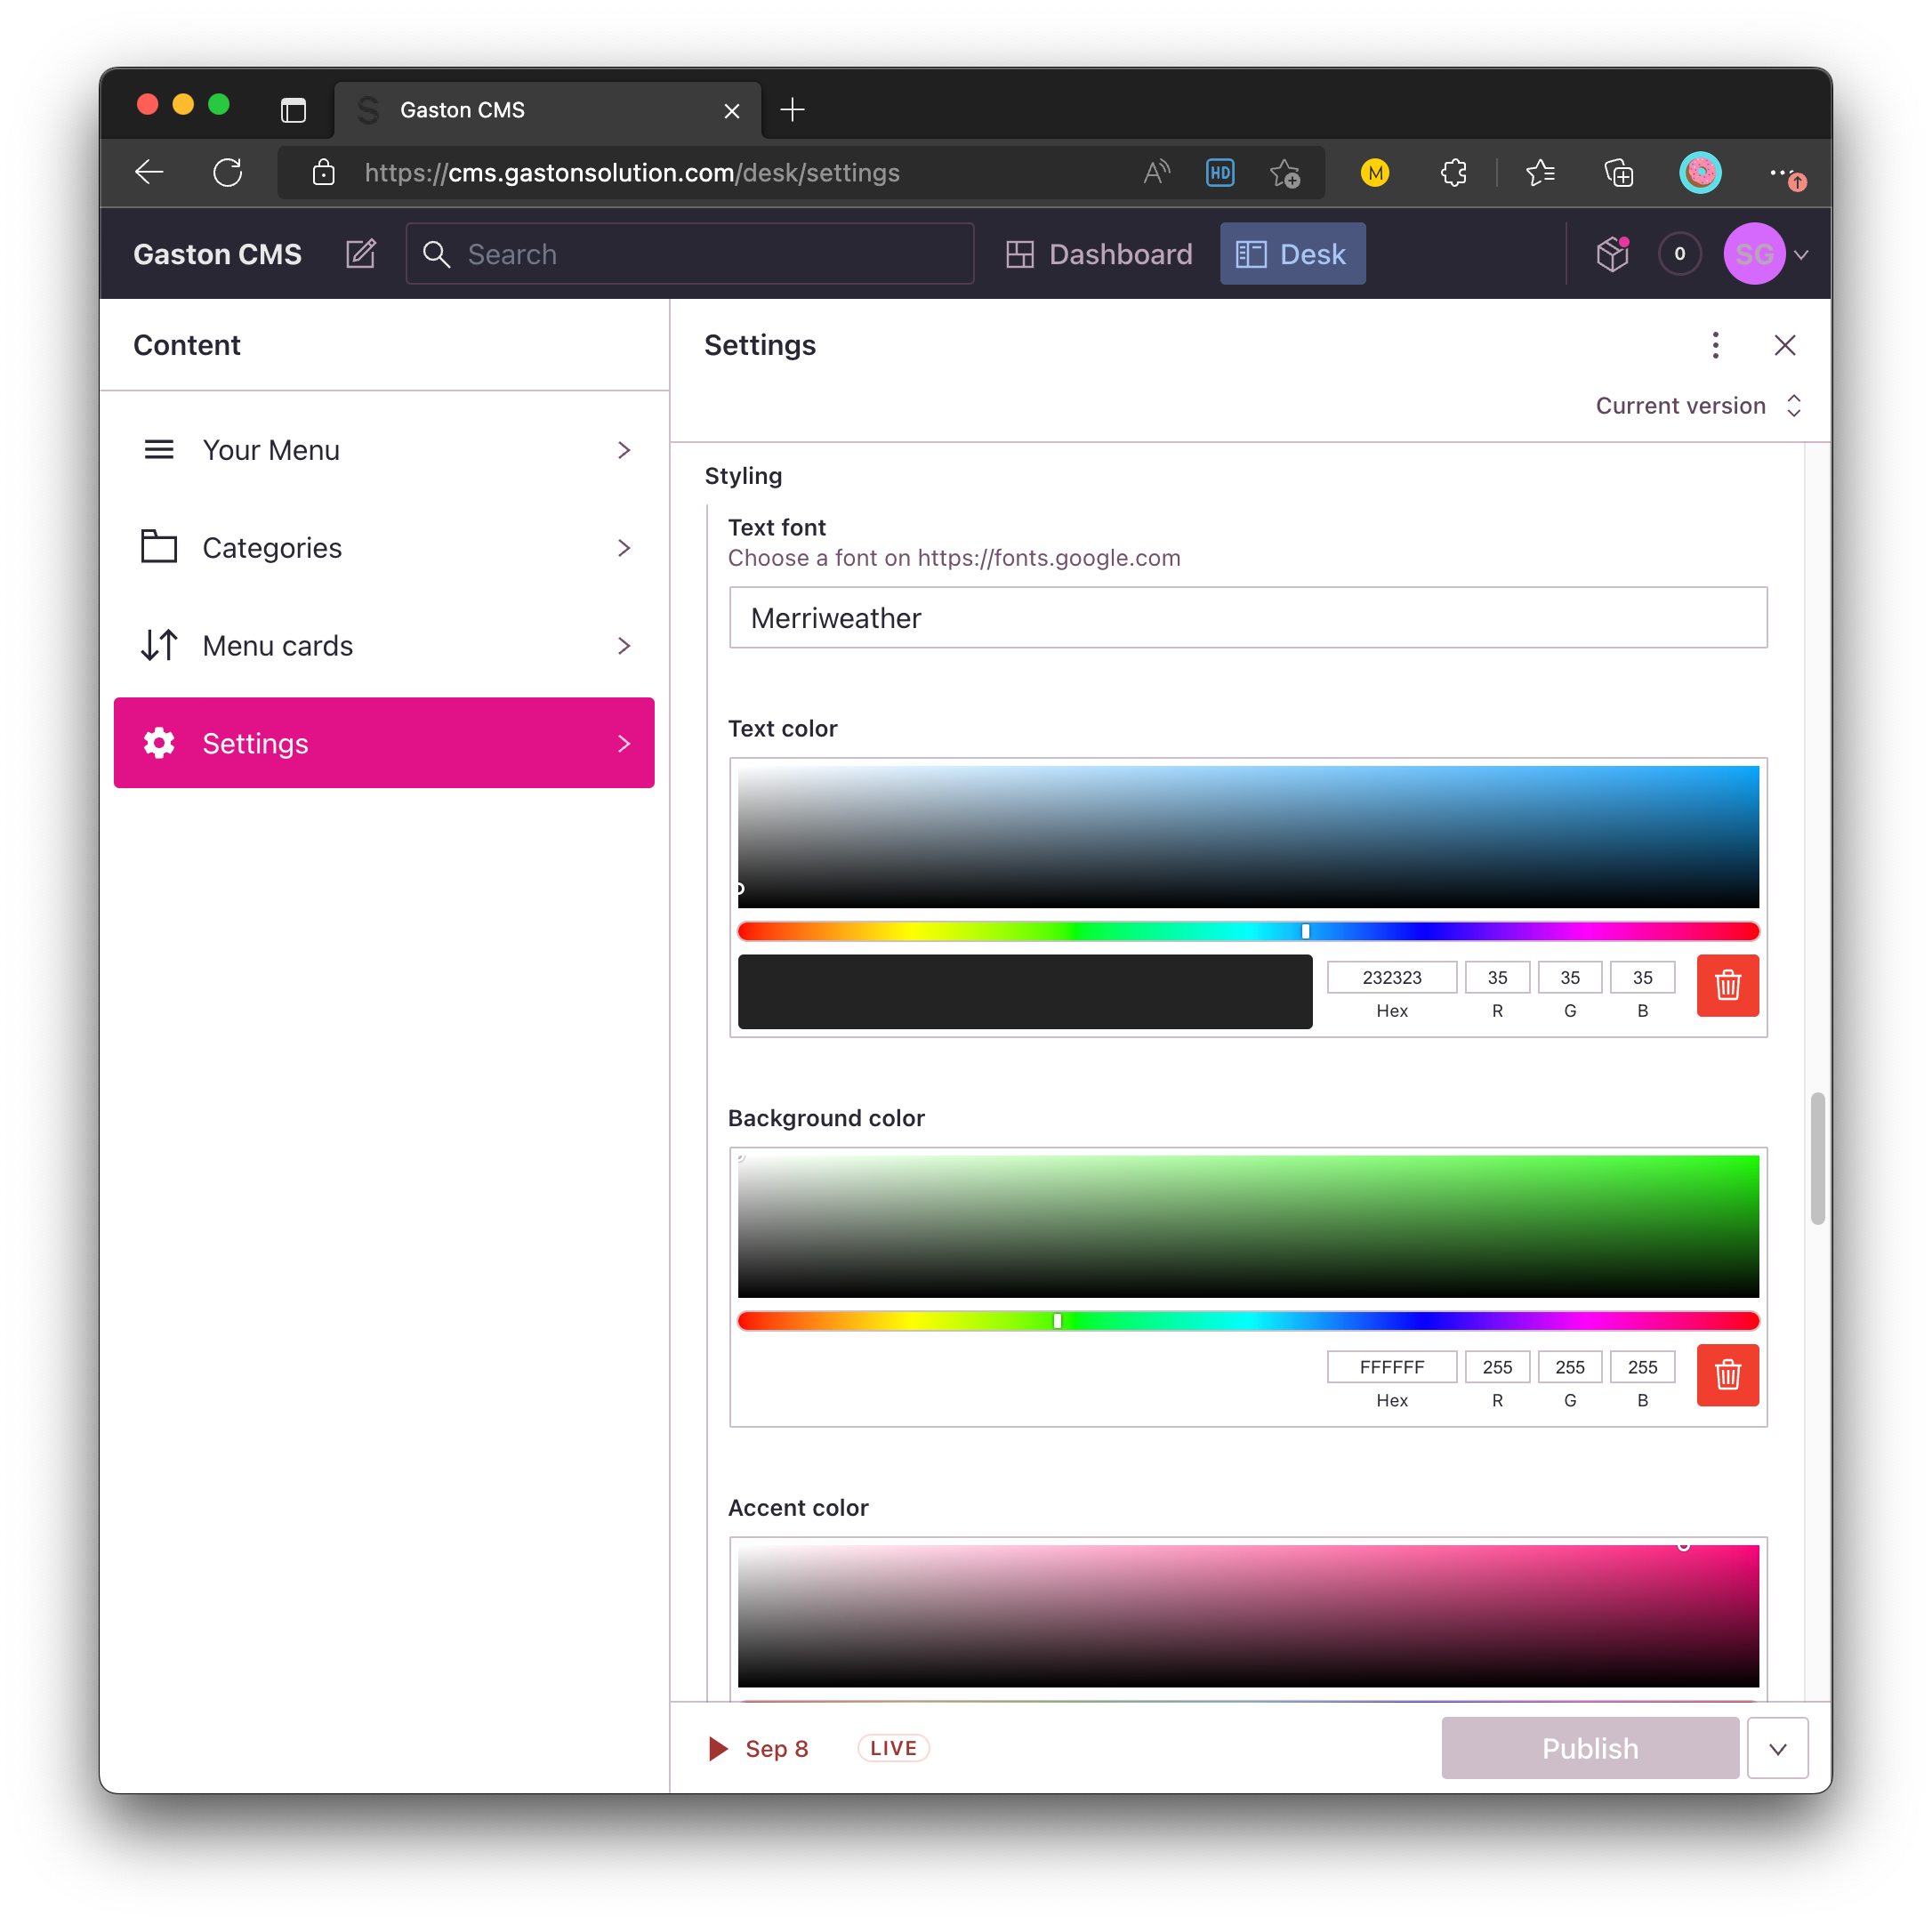 S Gaston CMS
https://cms.gastonsolution.com/desk/settings
A HD M
Gaston CMS Search Dashboard Desk 0 SG
Content
Your Menu
Categories
Menu cards
Settings
Settings
Current version
Styling
Text font
Choose a font on https://fonts.google.com
Merriweather
Text color
232323 35 35 35
Hex R G B
Background color
FFFFFF 255 255 255
Hex R G B
Accent color
Sep 8 LIVE Publish